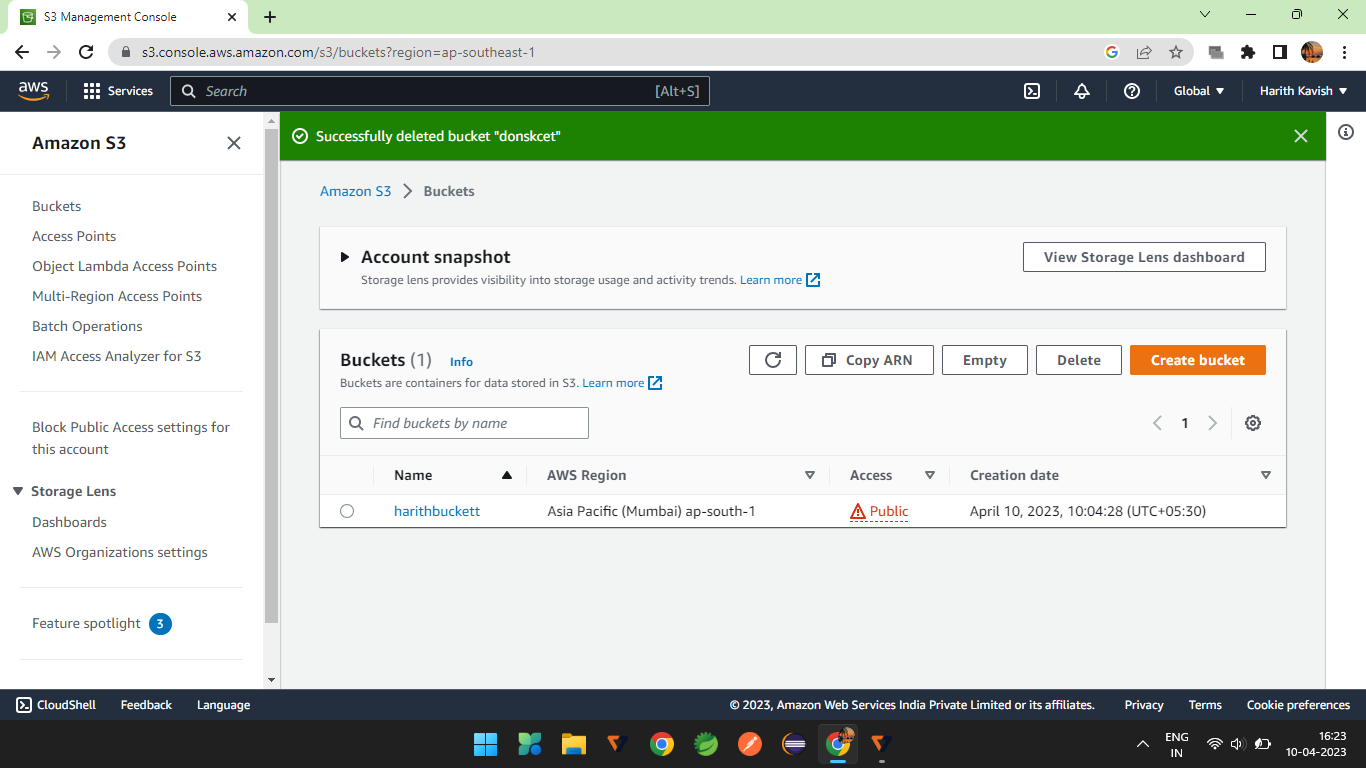 S3 Management Console
s3.console.aws.amazon.com/s3/buckets?region=ap-southeast-1
aws
Services
Search
[Alt+S]
Global
Harith Kavish
Amazon S3
Buckets
Access Points
Object Lambda Access Points
Multi-Region Access Points
Batch Operations
IAM Access Analyzer for S3
Block Public Access settings for
this account
Storage Lens
Dashboards
AWS Organizations settings
Feature spotlight 3
Successfully deleted bucket "donskcet"
Amazon S3 > Buckets
Account snapshot
Storage lens provides visibility into storage usage and activity trends. Learn more
View Storage Lens dashboard
Buckets (1) Info
Buckets are containers for data stored in S3. Learn more
Copy ARN
Empty
Delete
Create bucket
Find buckets by name
1
Name AWS Region Access Creation date
harithbuckett Asia Pacific (Mumbai) ap-south-1 Public April 10, 2023, 10:04:28 (UTC+05:30)
CloudShell Feedback Language © 2023, Amazon Web Services India Private Limited or its affiliates. Privacy Terms Cookie preferences
ENG
IN
16:23
10-04-2023